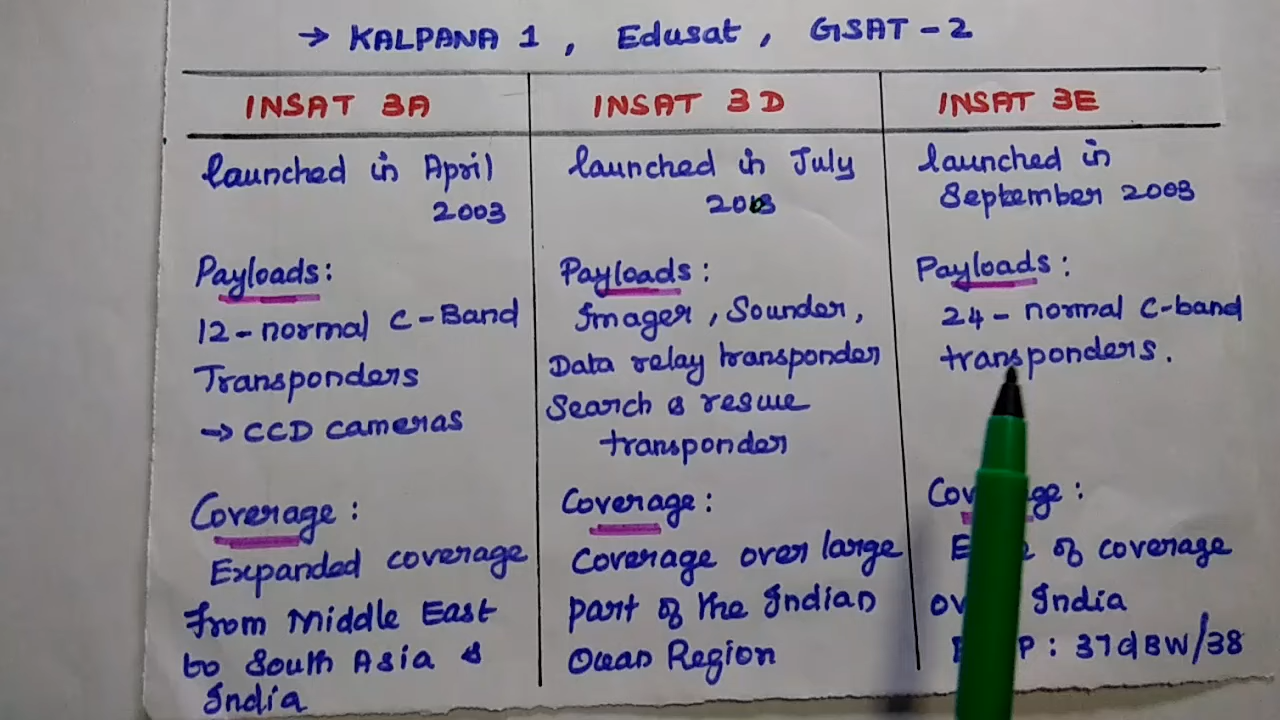 → KALPANA 1, Edusat, GSAT-2
INSAT 3A
launched in April
2003
Payloads:
12-normal C-Band
Transponders
→ CCD cameras
Coverage:
Expanded coverage
from Middle East
to South Asia &
India
INSAT 3D
launched in July
2013
Payloads:
Imager, Sounder,
Data relay transponder
Search & resue
transponder
Coverage:
Coverage over large
part of the Indian
Ocean Region
INSAT 3E
launched in
September 2003
Payloads:
24- normal C-band
transponders.
of coverage
India
: 37dBW/38